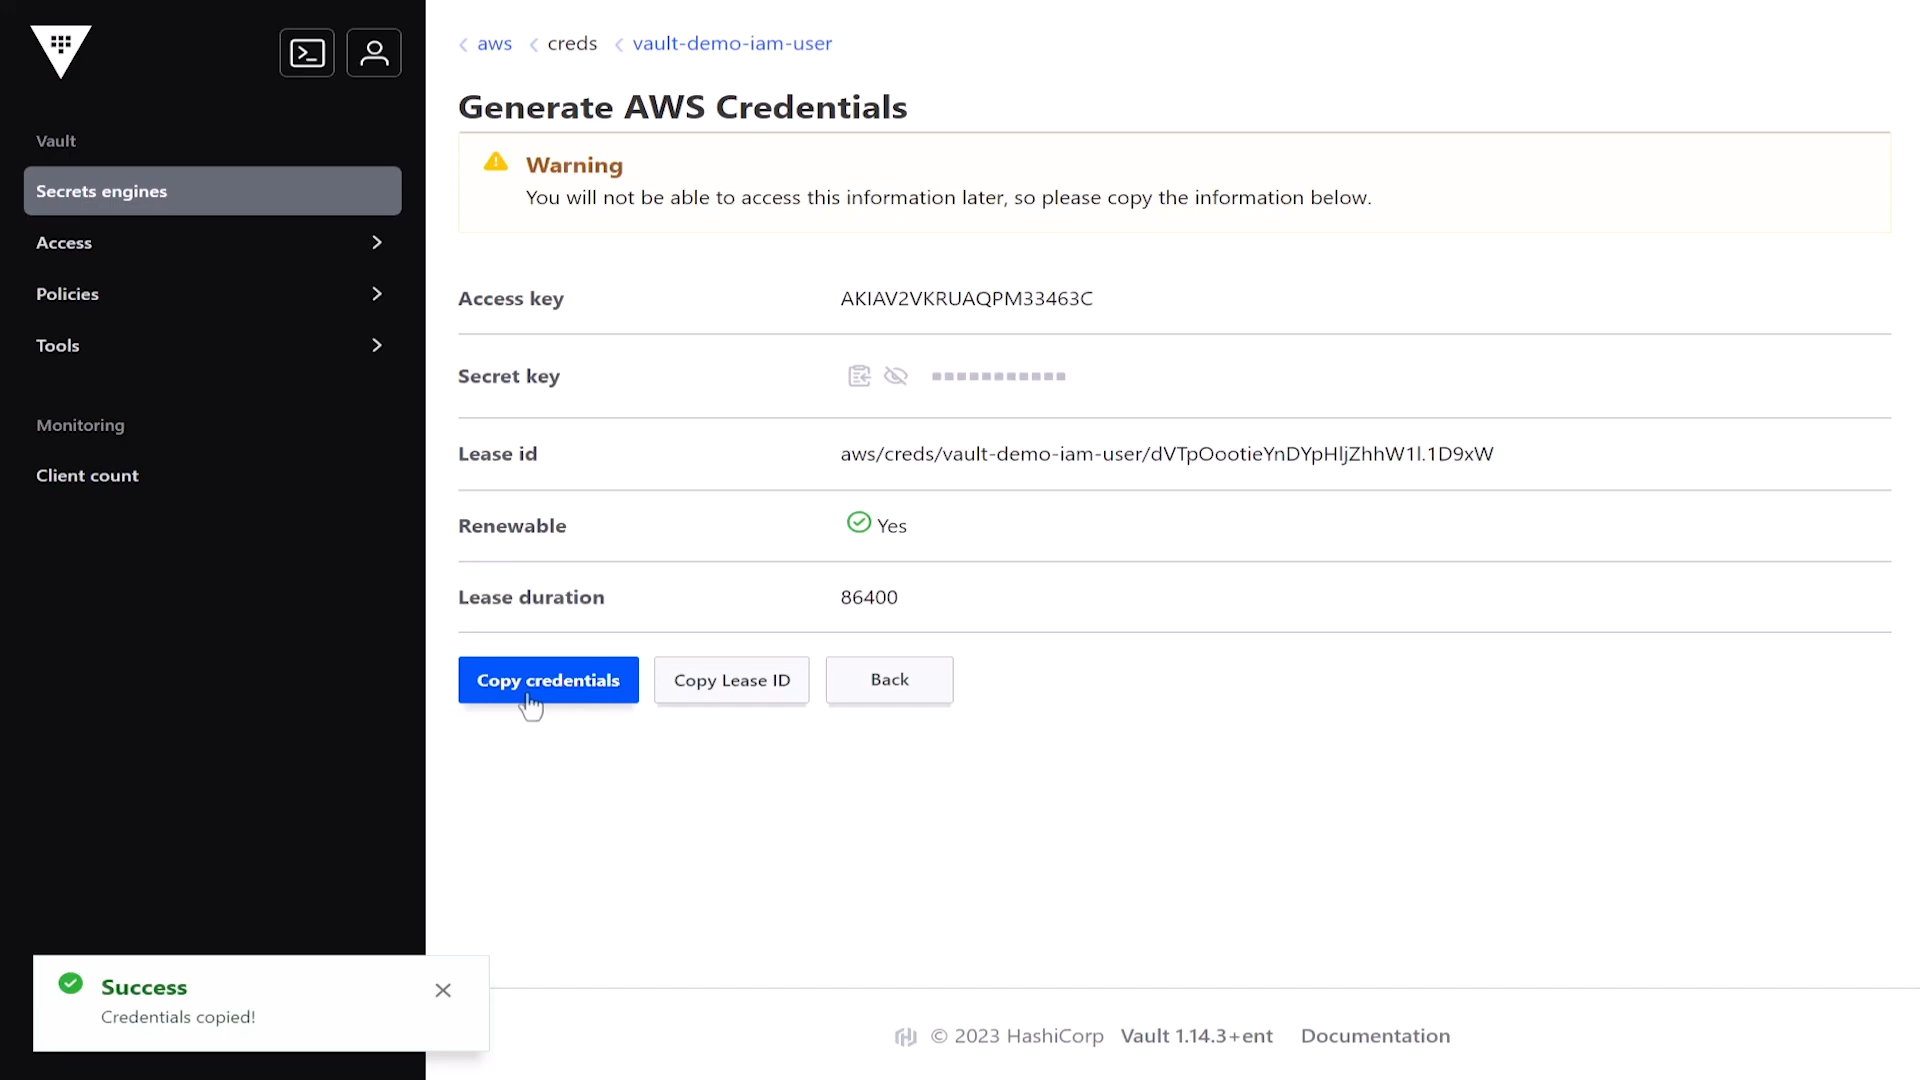 aws creds vault-demo-iam-user
Generate AWS Credentials
Warning
You will not be able to access this information later, so please copy the information below.
Access key AKIAV2VKRUAQPM33463C
Secret key
Lease id aws/creds/vault-demo-iam-user/dVTpOootieYnDYpHljZhhW1l.1D9xW
Renewable Yes
Lease duration 86400
Copy credentials Copy Lease ID Back
Vault
Secrets engines
Access
Policies
Tools
Monitoring
Client count
Success
Credentials copied!
© 2023 HashiCorp Vault 1.14.3+ent Documentation